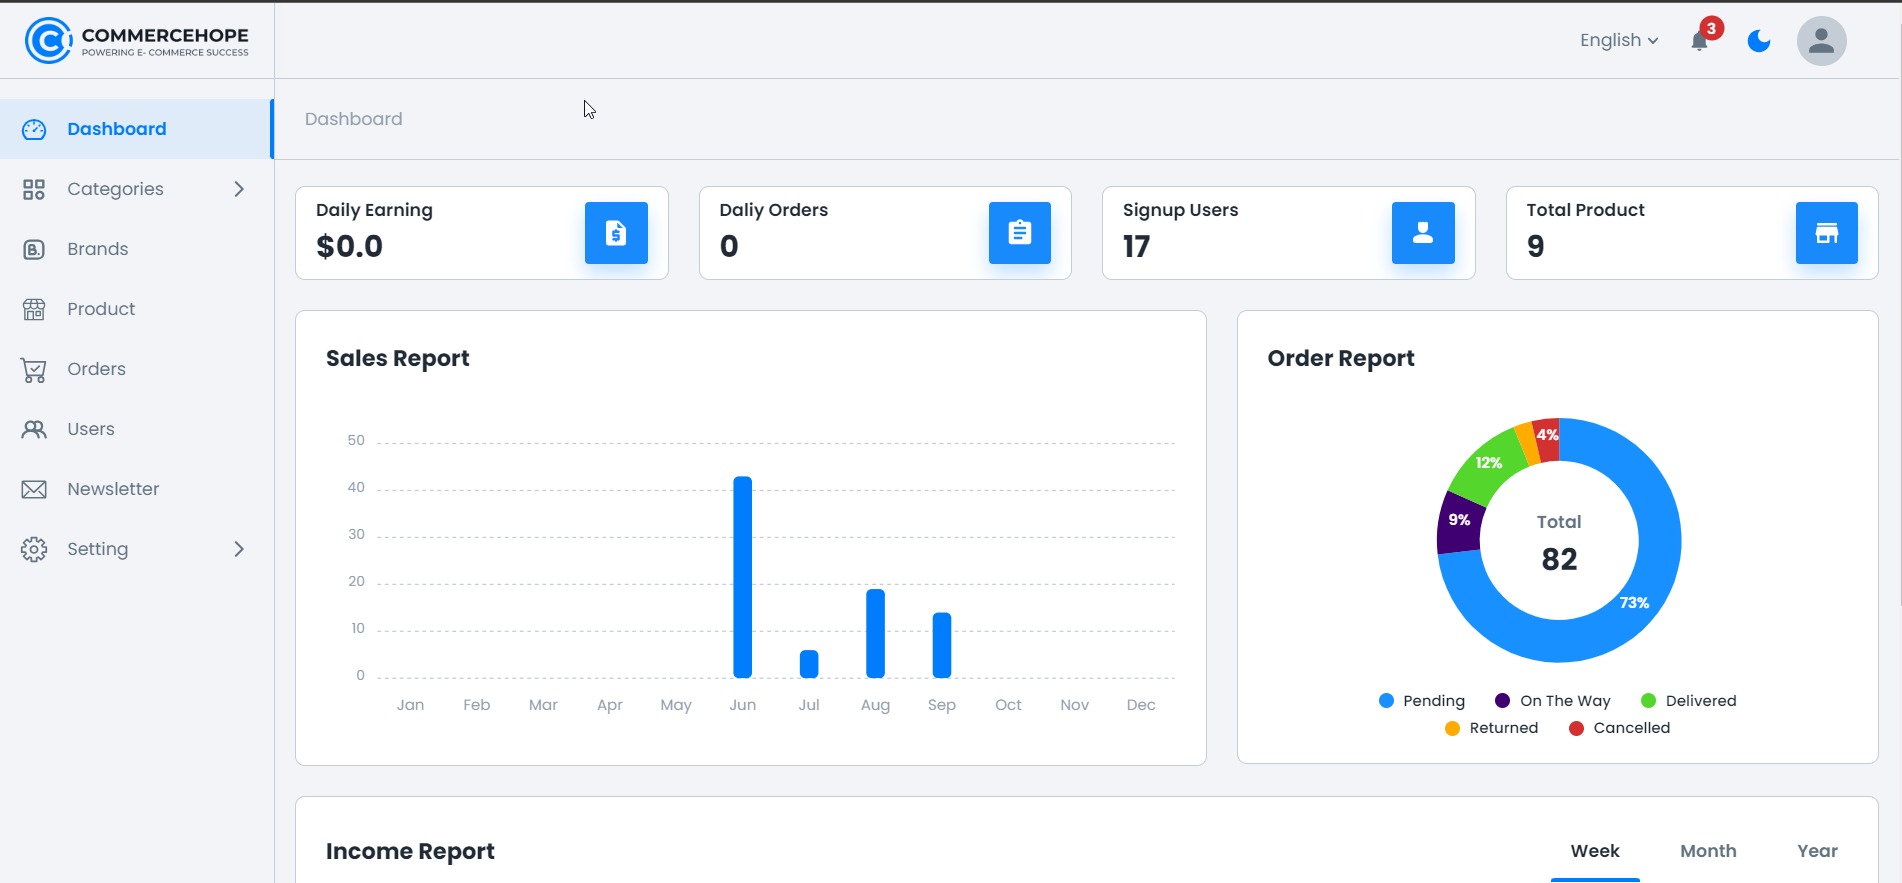 COMMERCEHOPE
POWERING E- COMMERCE SUCCESS
English
3
Dashboard
Categories
Brands
Product
Orders
Users
Newsletter
Setting
Dashboard
Daily Earning
$0.0
Daliy Orders
0
Signup Users
17
Total Product
9
Sales Report
50
40
30
20
10
0
Jan Feb Mar Apr May Jun Jul Aug Sep Oct Nov Dec
Order Report
4%
12%
9%
73%
Total
82
Pending On The Way Delivered
Returned Cancelled
Income Report
Week Month Year